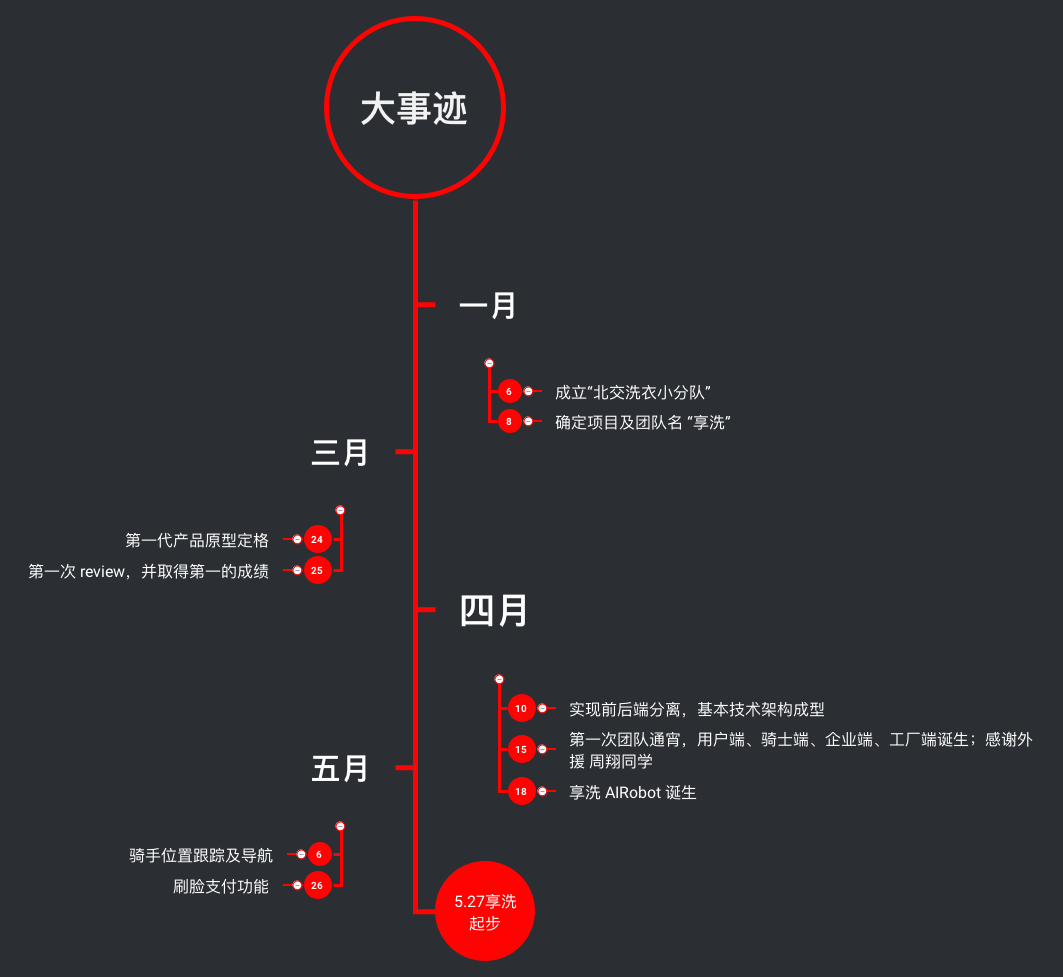 大事迹
一月
6 成立“北交洗衣小分队”
8 确定项目及团队名 “享洗”
三月
第一代产品原型定格 24
第一次 review，并取得第一的成绩 25
四月
10 实现前后端分离，基本技术架构成型
15 第一次团队通宵，用户端、骑士端、企业端、工厂端诞生；感谢外
援 周翔同学
18 享洗 AIRobot 诞生
五月
骑手位置跟踪及导航 6
刷脸支付功能 26
5.27享洗
起步